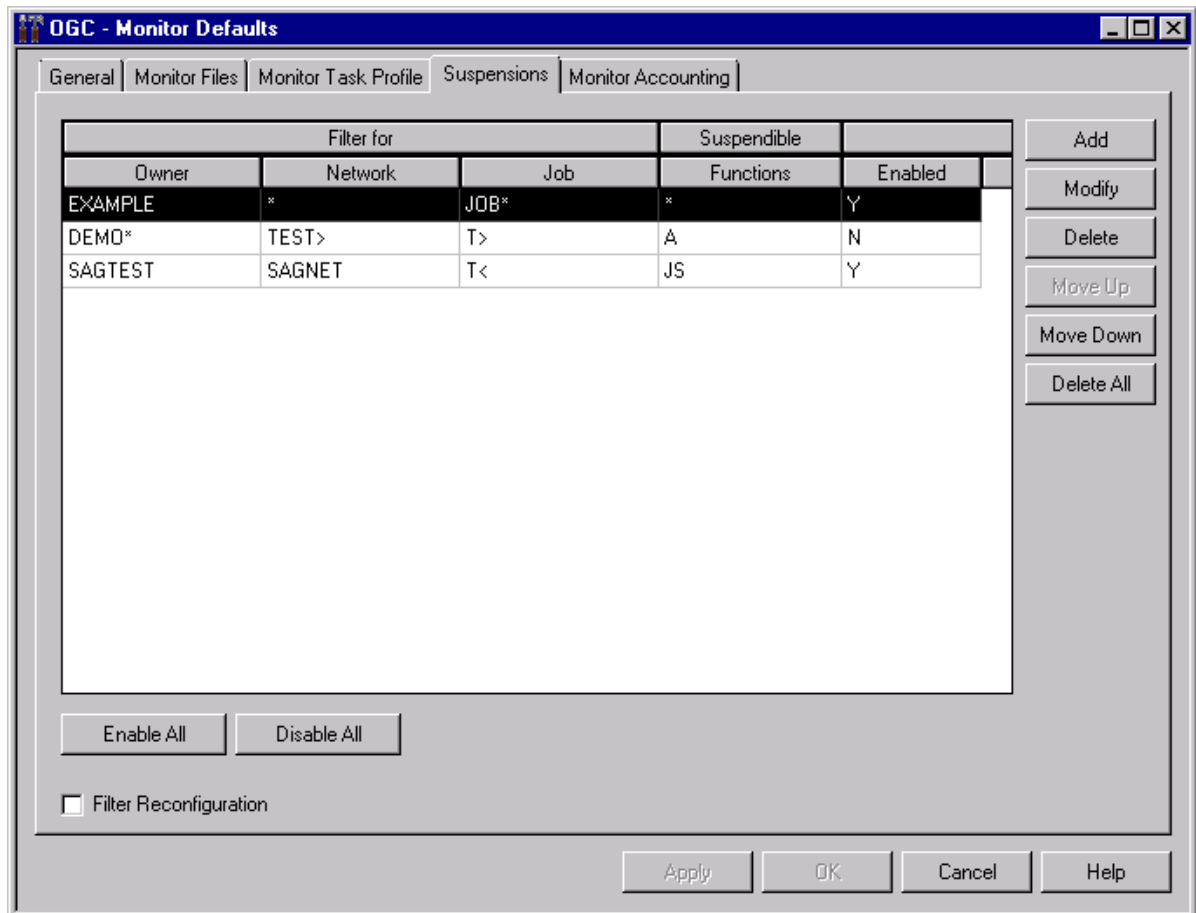 OGC - Monitor Defaults
General Monitor Files Monitor Task Profile Suspensions Monitor Accounting
Filter for Suspendible
Owner Network Job Functions Enabled
EXAMPLE * JOB* * Y
DEMO* TEST> T> A N
SAGTEST SAGNET T< JS Y
Add
Modify
Delete
Move Up
Move Down
Delete All
Enable All Disable All
Filter Reconfiguration
Apply OK Cancel Help